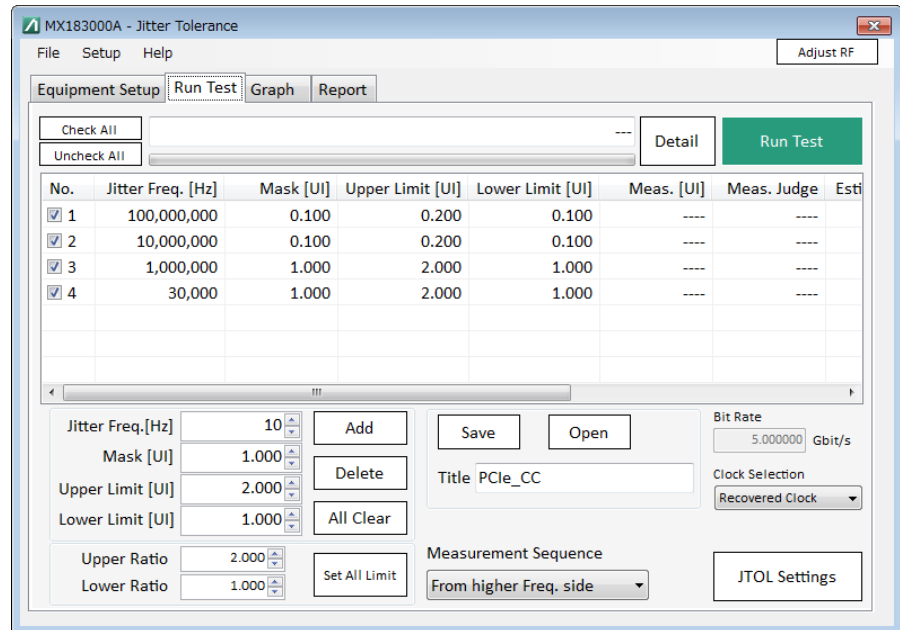 MX183000A - Jitter Tolerance
File Setup Help
Adjust RF
Equipment Setup Run Test Graph Report
Check All
---
Detail
Run Test
Uncheck All
No. Jitter Freq. [Hz] Mask [UI] Upper Limit [UI] Lower Limit [UI] Meas. [UI] Meas. Judge Esti
1 100,000,000 0.100 0.200 0.100 ---- ----
2 10,000,000 0.100 0.200 0.100 ---- ----
3 1,000,000 1.000 2.000 1.000 ---- ----
4 30,000 1.000 2.000 1.000 ---- ----
Jitter Freq.[Hz] 10
Add
Mask [UI] 1.000
Upper Limit [UI] 2.000
Delete
Lower Limit [UI] 1.000
All Clear
Upper Ratio 2.000
Lower Ratio 1.000
Set All Limit
Save Open
Title PCIe_CC
Measurement Sequence
From higher Freq. side
Bit Rate
5.000000 Gbit/s
Clock Selection
Recovered Clock
JTOL Settings